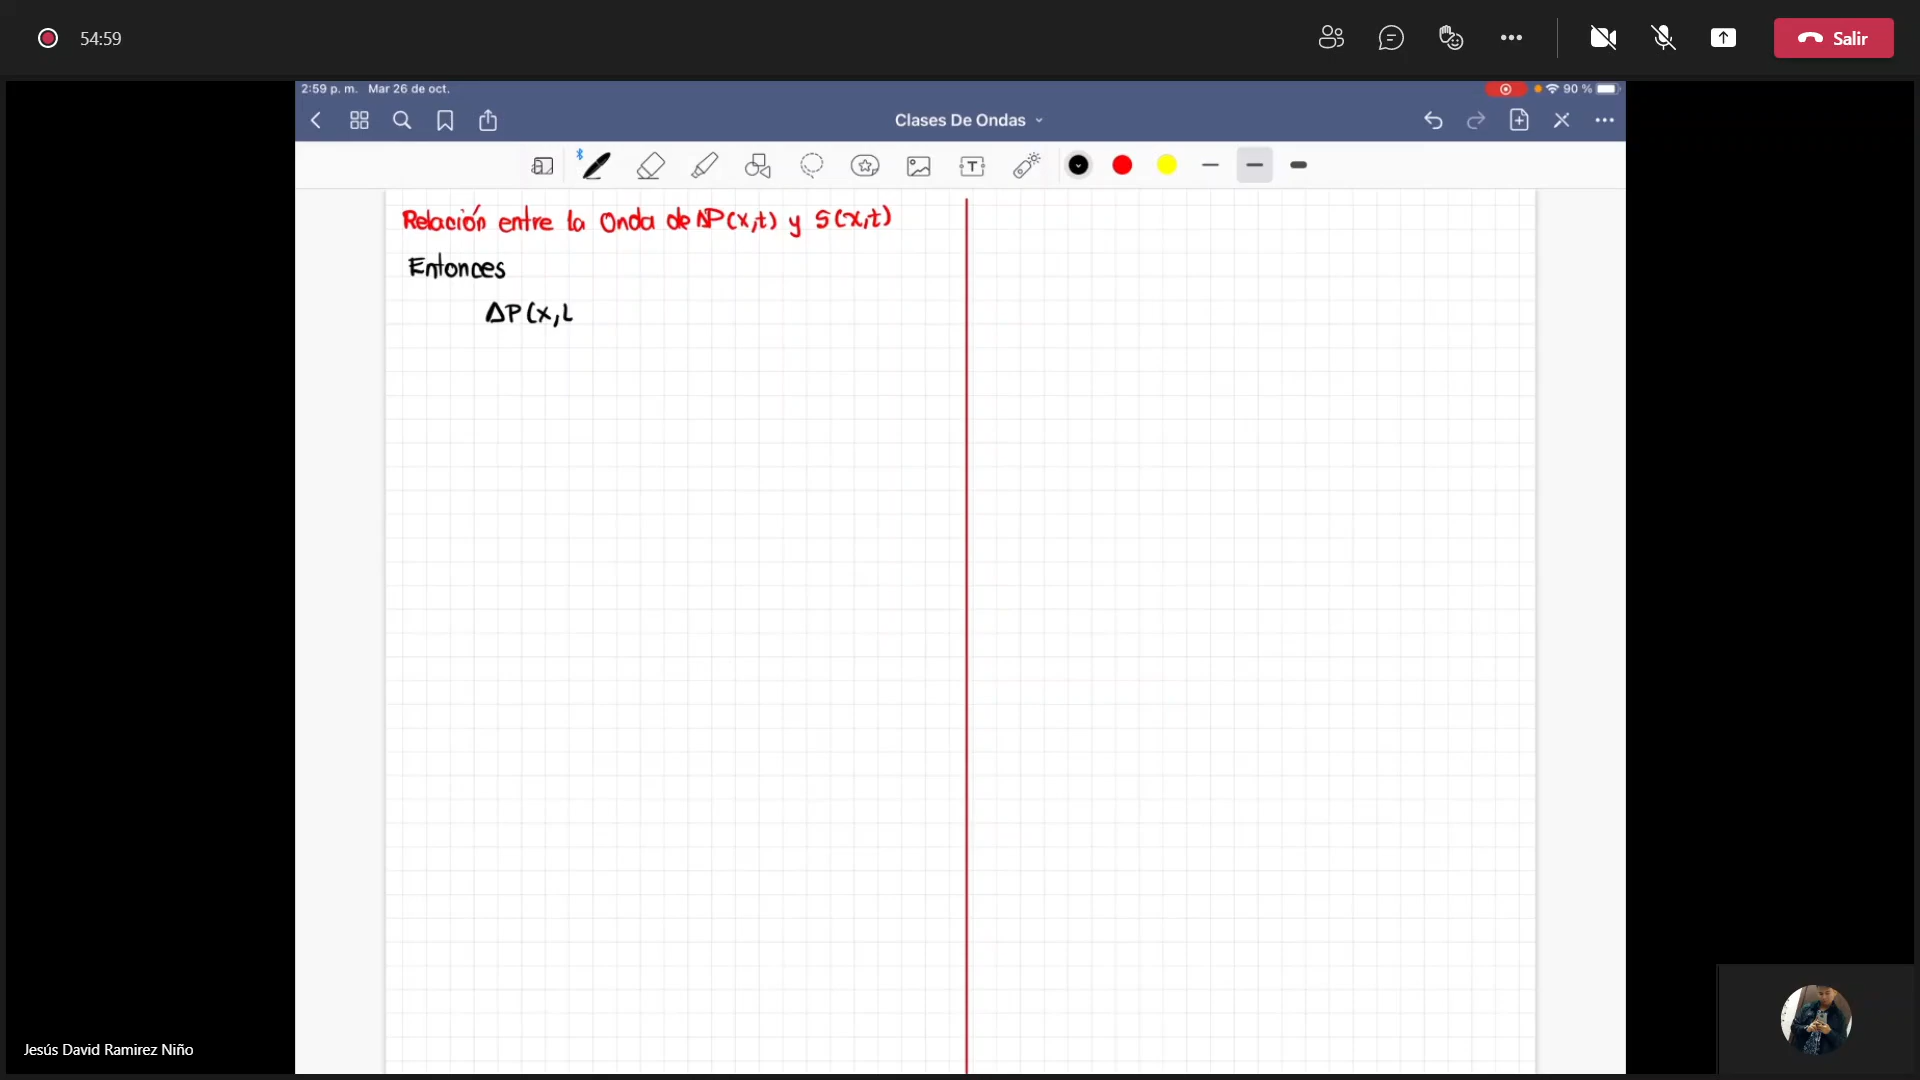 54:59
Salir
2:59 p. m. Mar 26 de oct.
90 %
Clases De Ondas
T
Relación entre la Onda de ΔP(x,t) y S(x,t)
Entonces
ΔP(x,L
Jesús David Ramirez Niño